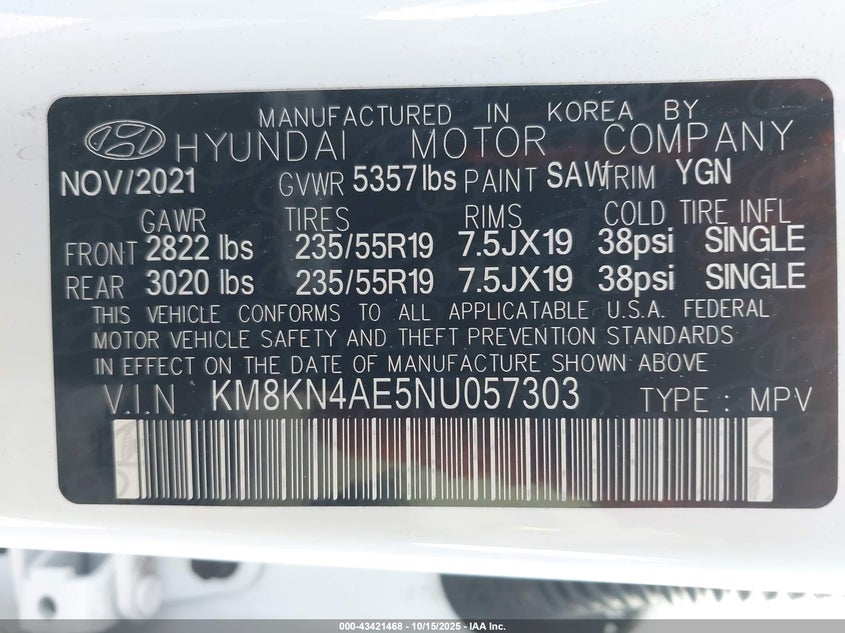 MANUFACTURED IN KOREA BY
HYUNDAI MOTOR COMPANY
NOV/2021 GVWR 5357 lbs PAINT SAW TRIM YGN
GAWR TIRES RIMS COLD TIRE INFL
FRONT 2822 lbs 235/55R19 7.5JX19 38psi SINGLE
REAR 3020 lbs 235/55R19 7.5JX19 38psi SINGLE
THIS VEHICLE CONFORMS TO ALL APPLICATABLE U.S.A. FEDERAL
MOTOR VEHICLE SAFETY AND THEFT PREVENTION STANDARDS
IN EFFECT ON THE DATE OF MANUFACTURE SHOWN ABOVE
V.I.N : KM8KN4AE5NU057303 TYPE : MPV
000-43421468 | 10/15/2025 | IAA Inc.